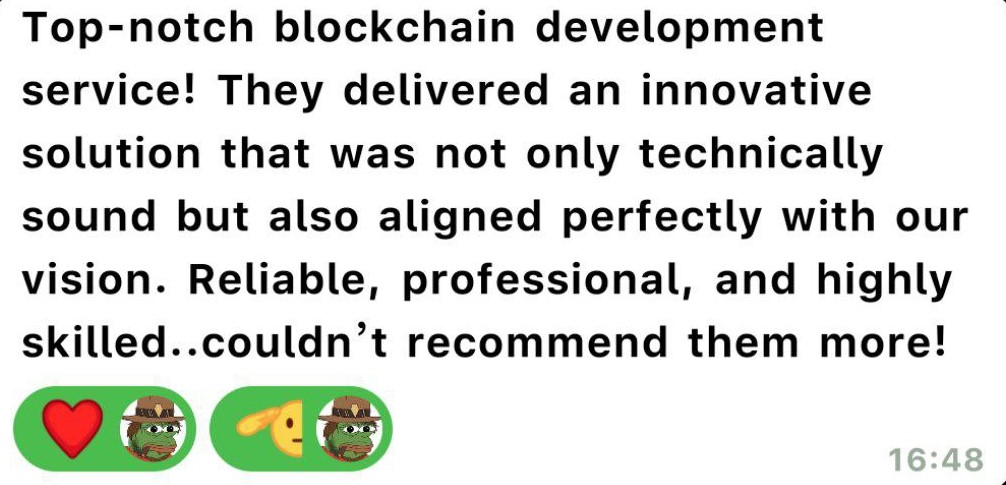 Top-notch blockchain development
service! They delivered an innovative
solution that was not only technically
sound but also aligned perfectly with our
vision. Reliable, professional, and highly
skilled..couldn’t recommend them more!
16:48